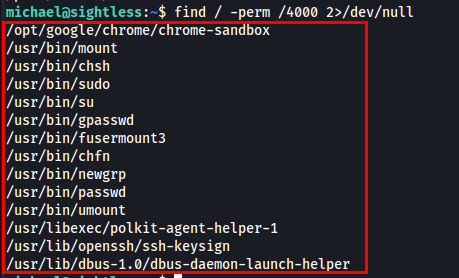 michael@sightless:~$ find / -perm /4000 2>/dev/null
/opt/google/chrome/chrome-sandbox
/usr/bin/mount
/usr/bin/chsh
/usr/bin/sudo
/usr/bin/su
/usr/bin/gpasswd
/usr/bin/fusermount3
/usr/bin/chfn
/usr/bin/newgrp
/usr/bin/passwd
/usr/bin/umount
/usr/libexec/polkit-agent-helper-1
/usr/lib/openssh/ssh-keysign
/usr/lib/dbus-1.0/dbus-daemon-launch-helper